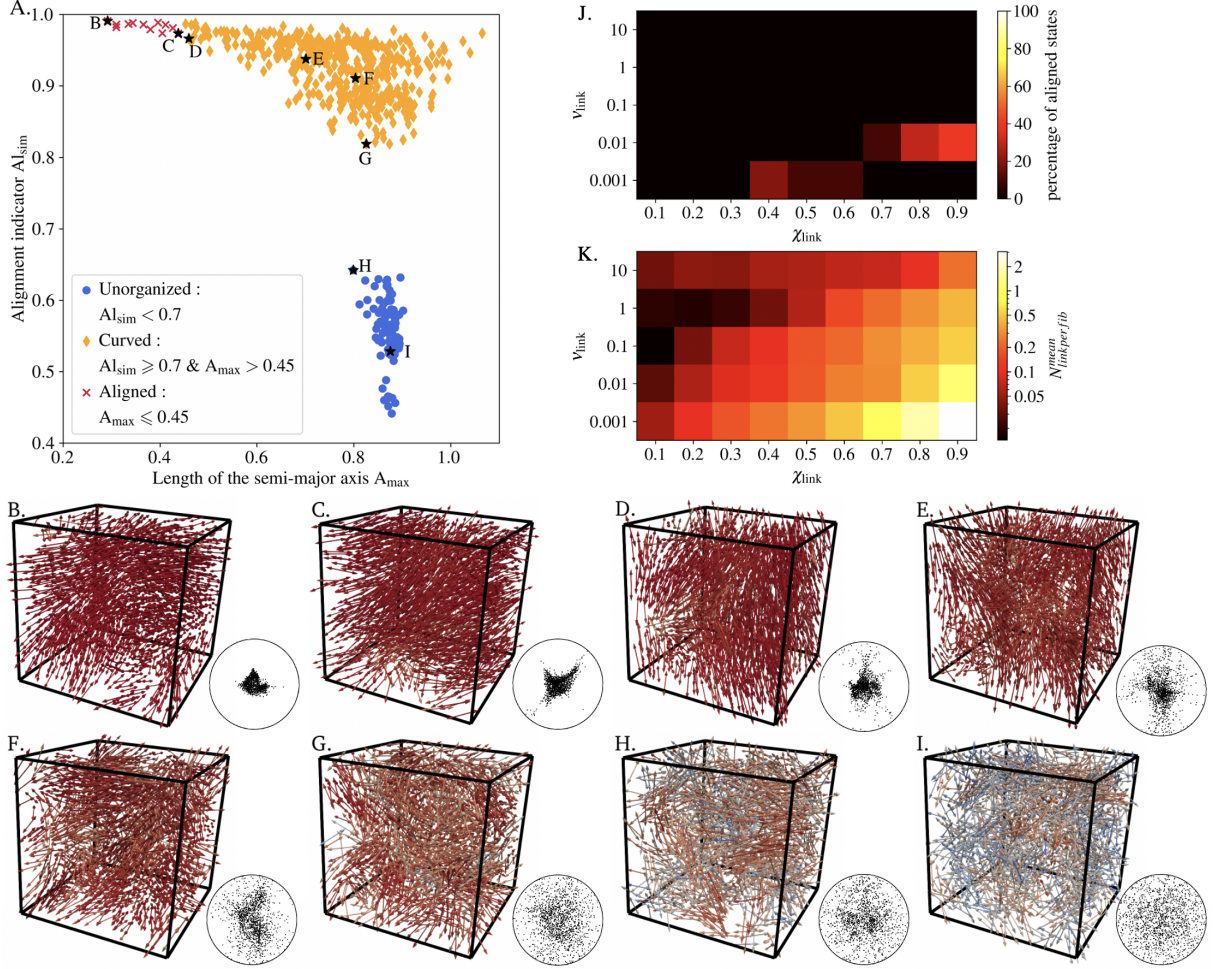 A.
Alignment indicator Al_sim
1.0
0.9
0.8
0.7
0.6
0.5
0.4
0.2
0.4
0.6
0.8
1.0
Length of the semi-major axis A_max
B
C
D
E
F
G
H
I
Unorganized :
Al_sim < 0.7
Curved :
Al_sim ⩾ 0.7 & A_max > 0.45
Aligned :
A_max ⩽ 0.45
J.
ν_link
10
1
0.1
0.01
0.001
0.1 0.2 0.3 0.4 0.5 0.6 0.7 0.8 0.9
χ_link
100
80
60
40
20
0
percentage of aligned states
K.
ν_link
10
1
0.1
0.01
0.001
0.1 0.2 0.3 0.4 0.5 0.6 0.7 0.8 0.9
χ_link
2
1
0.5
0.2
0.1
0.05
N^mean_linkperfib
B.
C.
D.
E.
F.
G.
H.
I.